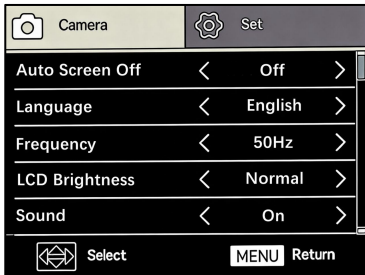 Camera Set
Auto Screen Off Off
Language English
Frequency 50Hz
LCD Brightness Normal
Sound On
Select MENU Return